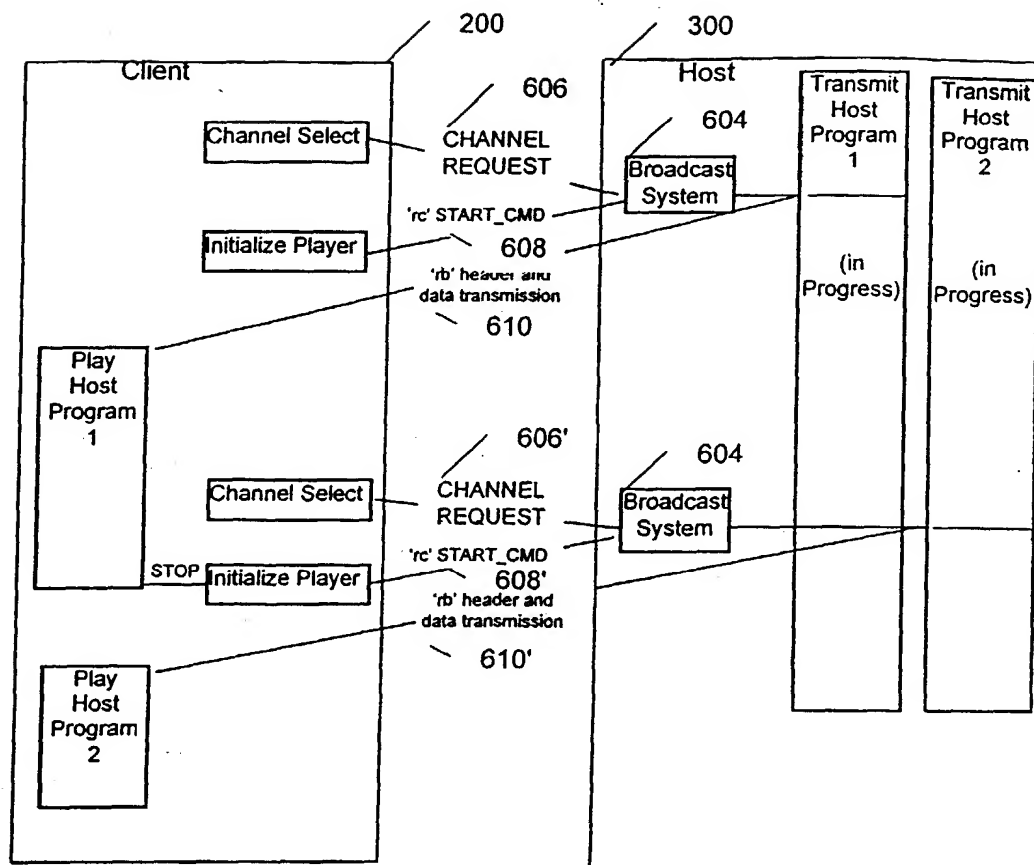 200
300
Client
Host
606
Transmit
Host
Program
1
Transmit
Host
Program
2
Channel Select
CHANNEL
REQUEST
604
Broadcast
System
'rc' START_CMD
Initialize Player
608
(in
Progress)
(in
Progress)
'rb' header and
data transmission
610
Play
Host
Program
1
606'
604
Channel Select
CHANNEL
REQUEST
Broadcast
System
'rc' START_CMD
STOP
Initialize Player
608'
'rb' header and
data transmission
610'
Play
Host
Program
2